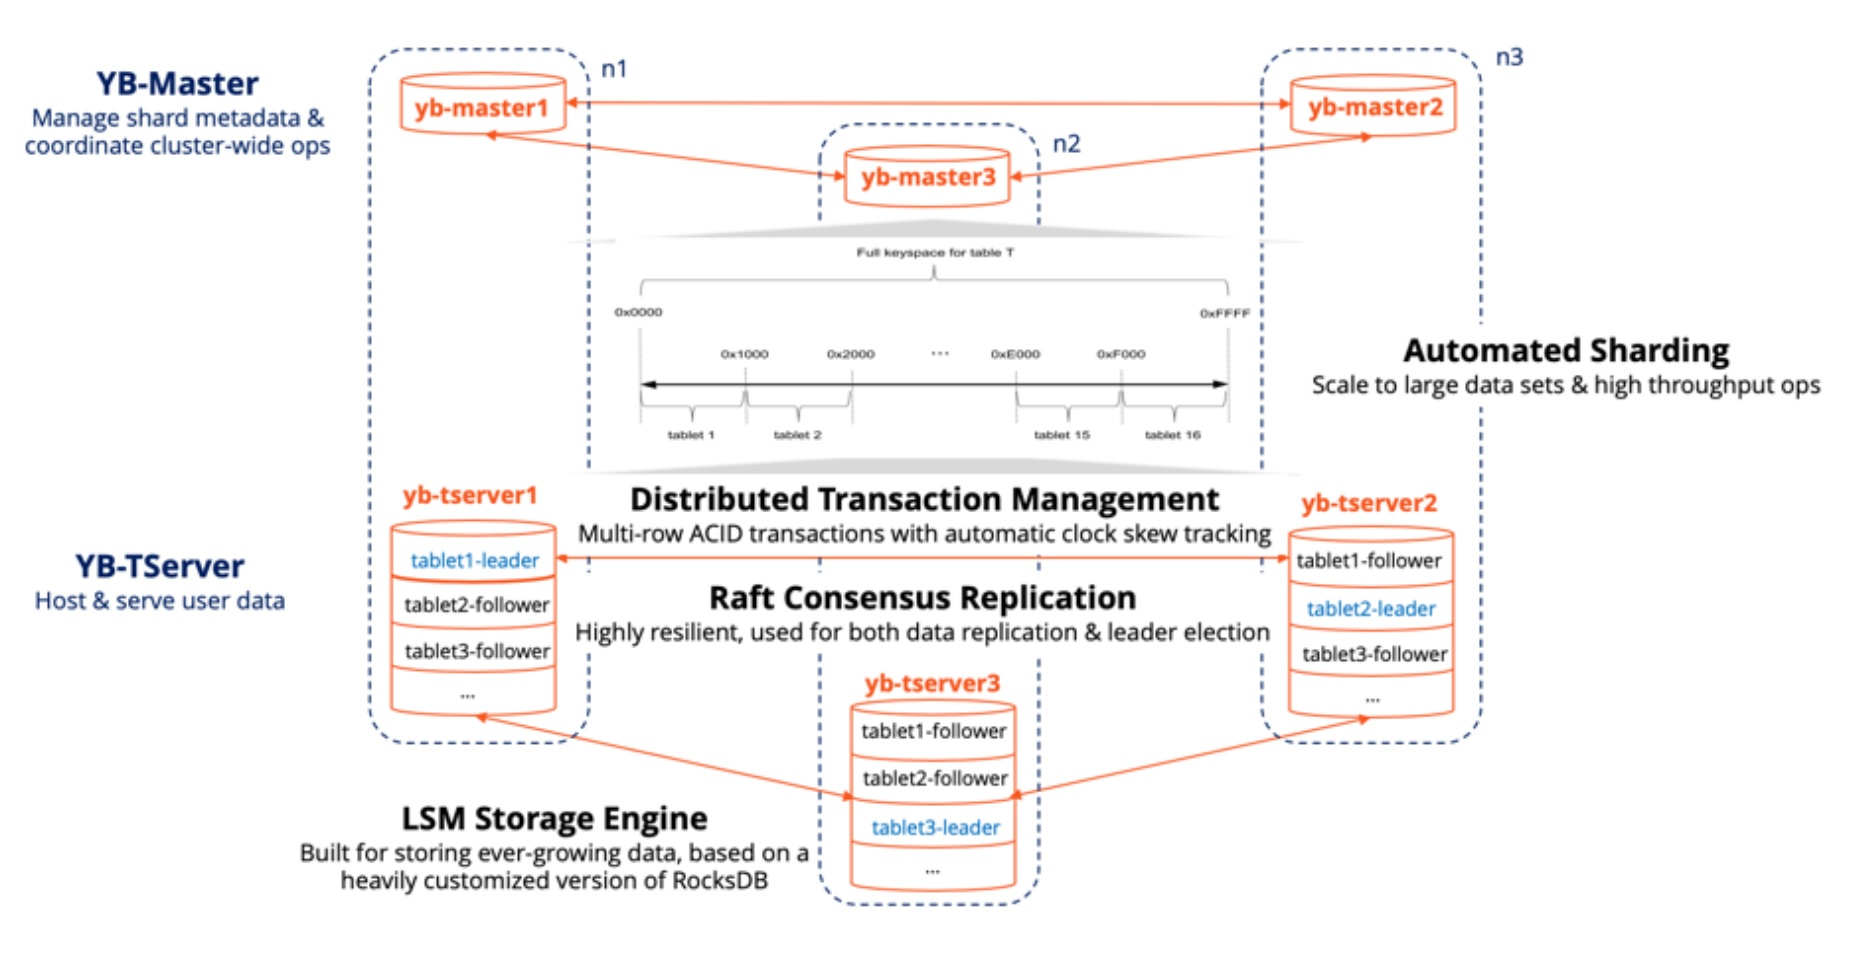 YB-Master
Manage shard metadata &
coordinate cluster-wide ops
n1
yb-master1
n3
yb-master2
n2
yb-master3
Full keyspace for table T
0x0000
0xFFFF
0x1000
0x2000
...
0xE000
0xF000
tablet 1
tablet 2
tablet 15
tablet 16
Automated Sharding
Scale to large data sets & high throughput ops
Distributed Transaction Management
Multi-row ACID transactions with automatic clock skew tracking
Raft Consensus Replication
Highly resilient, used for both data replication & leader election
YB-TServer
Host & serve user data
yb-tserver1
tablet1-leader
tablet2-follower
tablet3-follower
...
yb-tserver2
tablet1-follower
tablet2-leader
tablet3-follower
...
yb-tserver3
tablet1-follower
tablet2-follower
tablet3-leader
...
LSM Storage Engine
Built for storing ever-growing data, based on a
heavily customized version of RocksDB